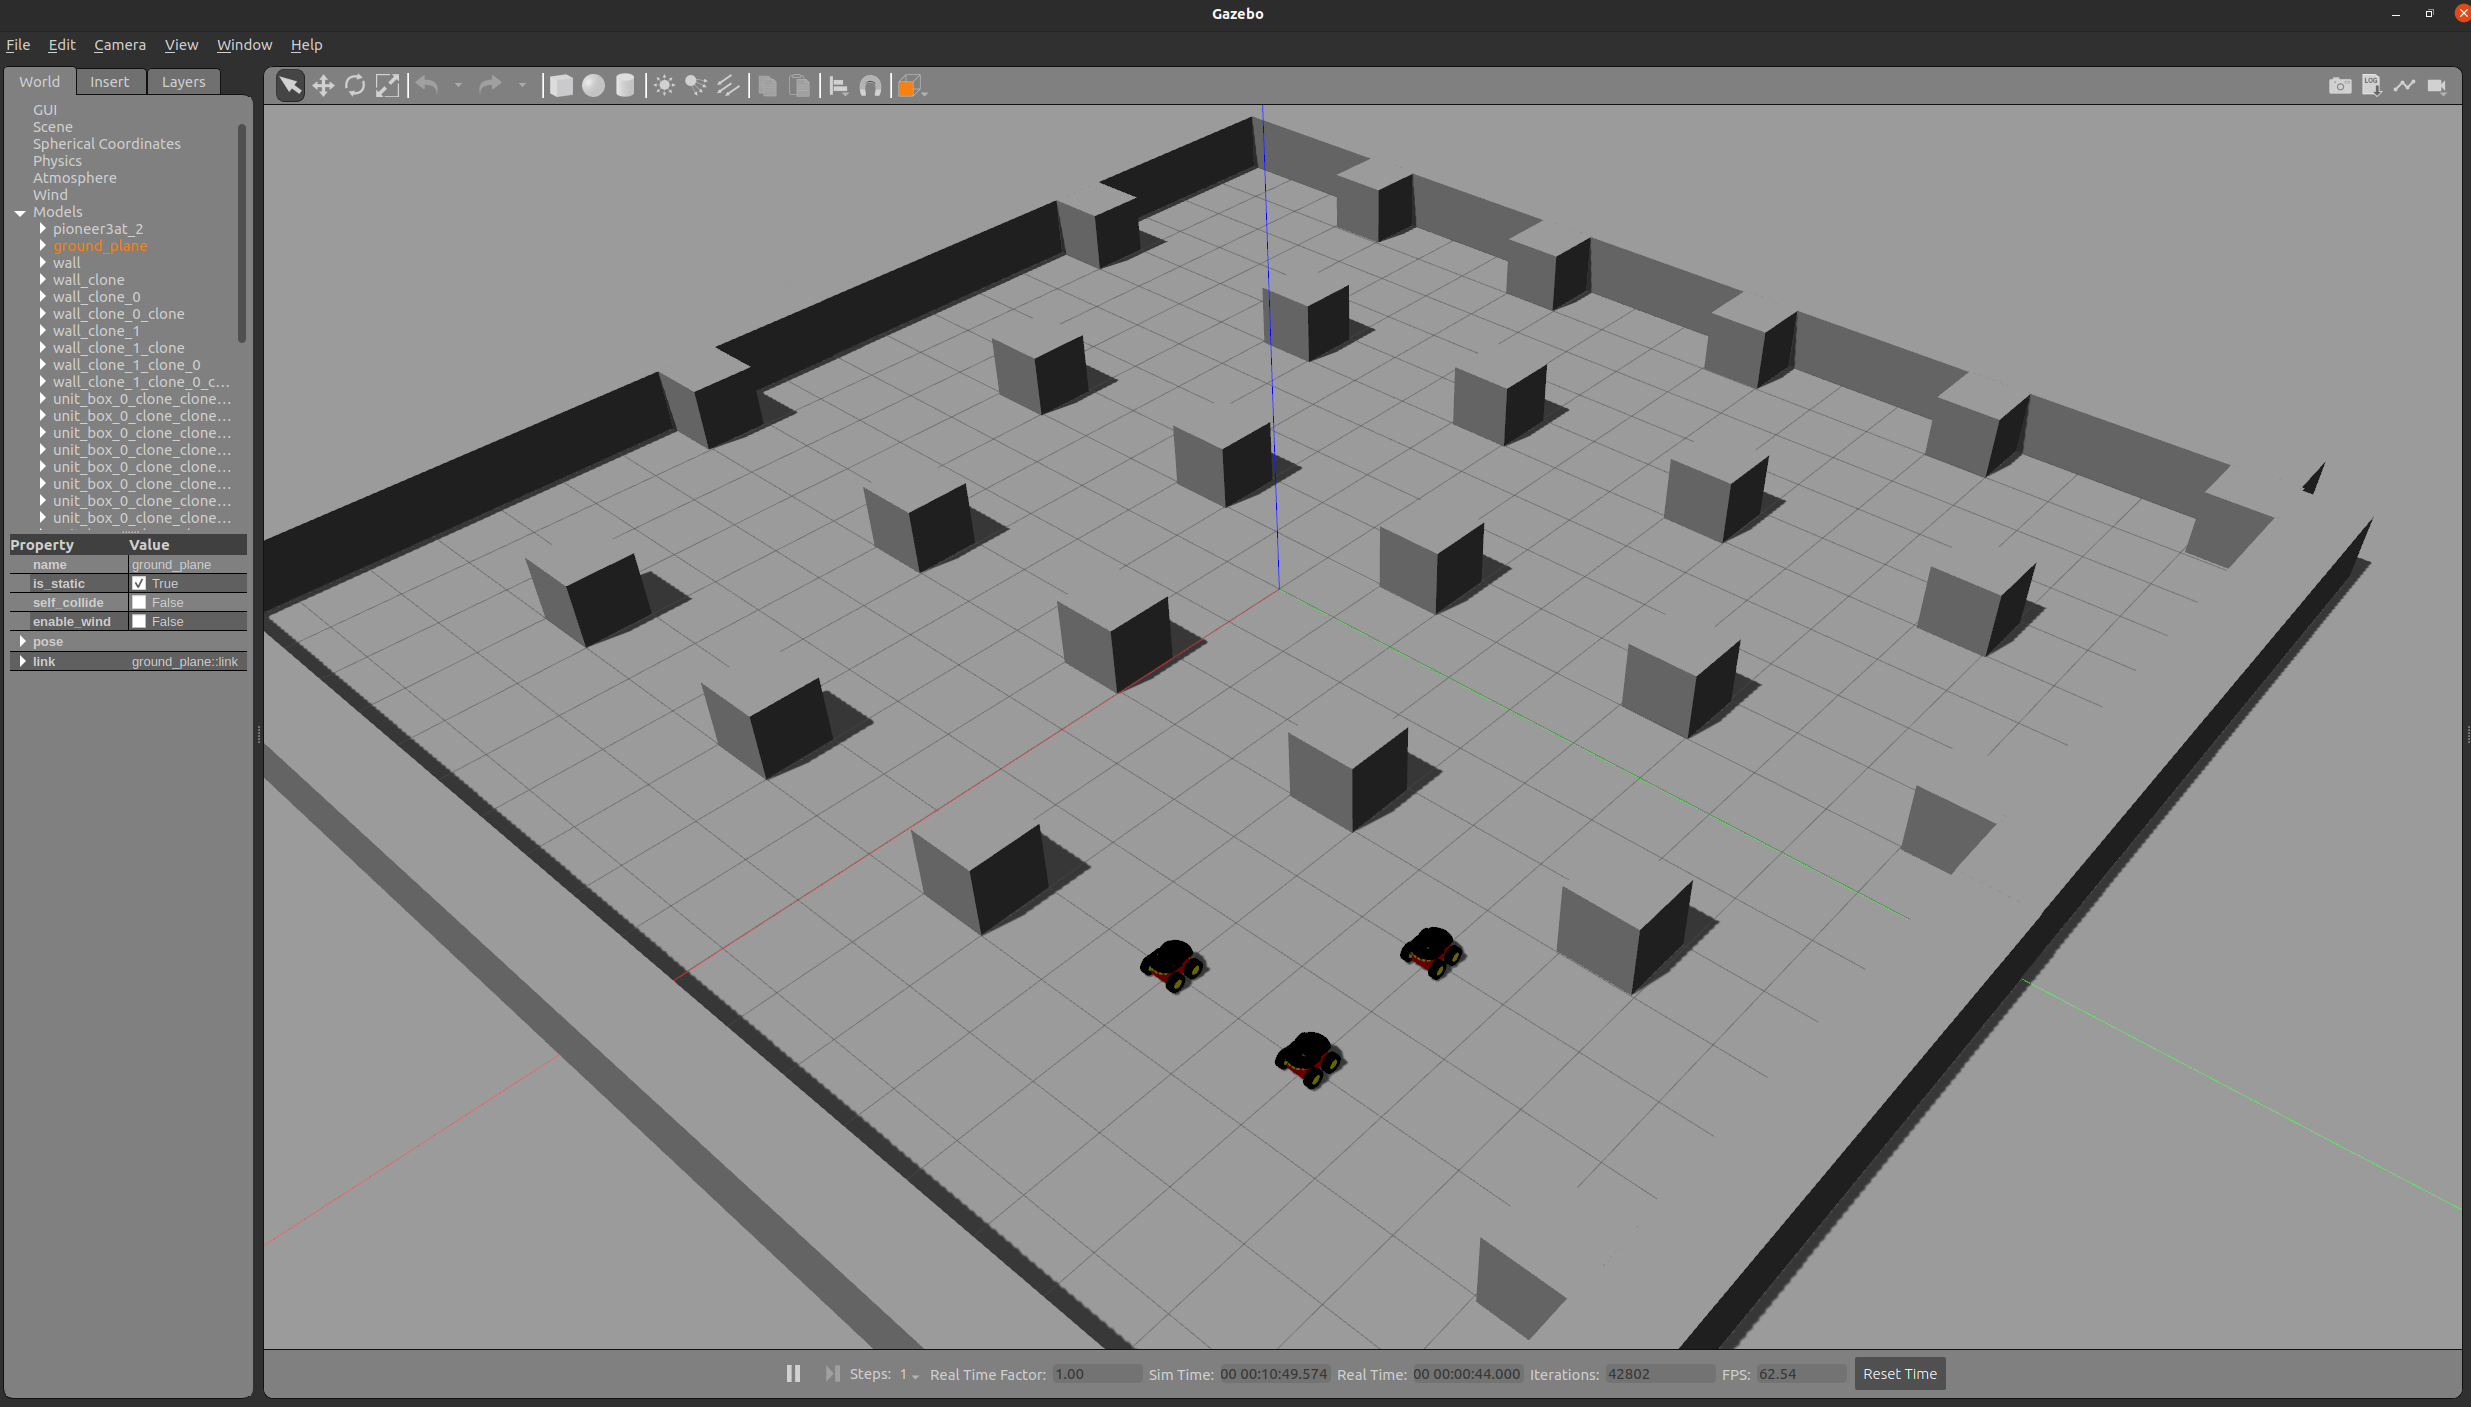 Gazebo
File Edit Camera View Window Help
World Insert Layers
GUI
Scene
Spherical Coordinates
Physics
Atmosphere
Wind
Models
pioneer3at_2
ground_plane
wall
wall_clone
wall_clone_0
wall_clone_0_clone
wall_clone_1
wall_clone_1_clone
wall_clone_1_clone_0
wall_clone_1_clone_0_c...
unit_box_0_clone_clone...
unit_box_0_clone_clone...
unit_box_0_clone_clone...
unit_box_0_clone_clone...
unit_box_0_clone_clone...
unit_box_0_clone_clone...
unit_box_0_clone_clone...
unit_box_0_clone_clone...
Property Value
name ground_plane
is_static True
self_collide False
enable_wind False
pose
link ground_plane::link
LOG
Steps: 1 Real Time Factor: 1.00 Sim Time: 00 00:10:49.574 Real Time: 00 00:00:44.000 Iterations: 42802 FPS: 62.54 Reset Time